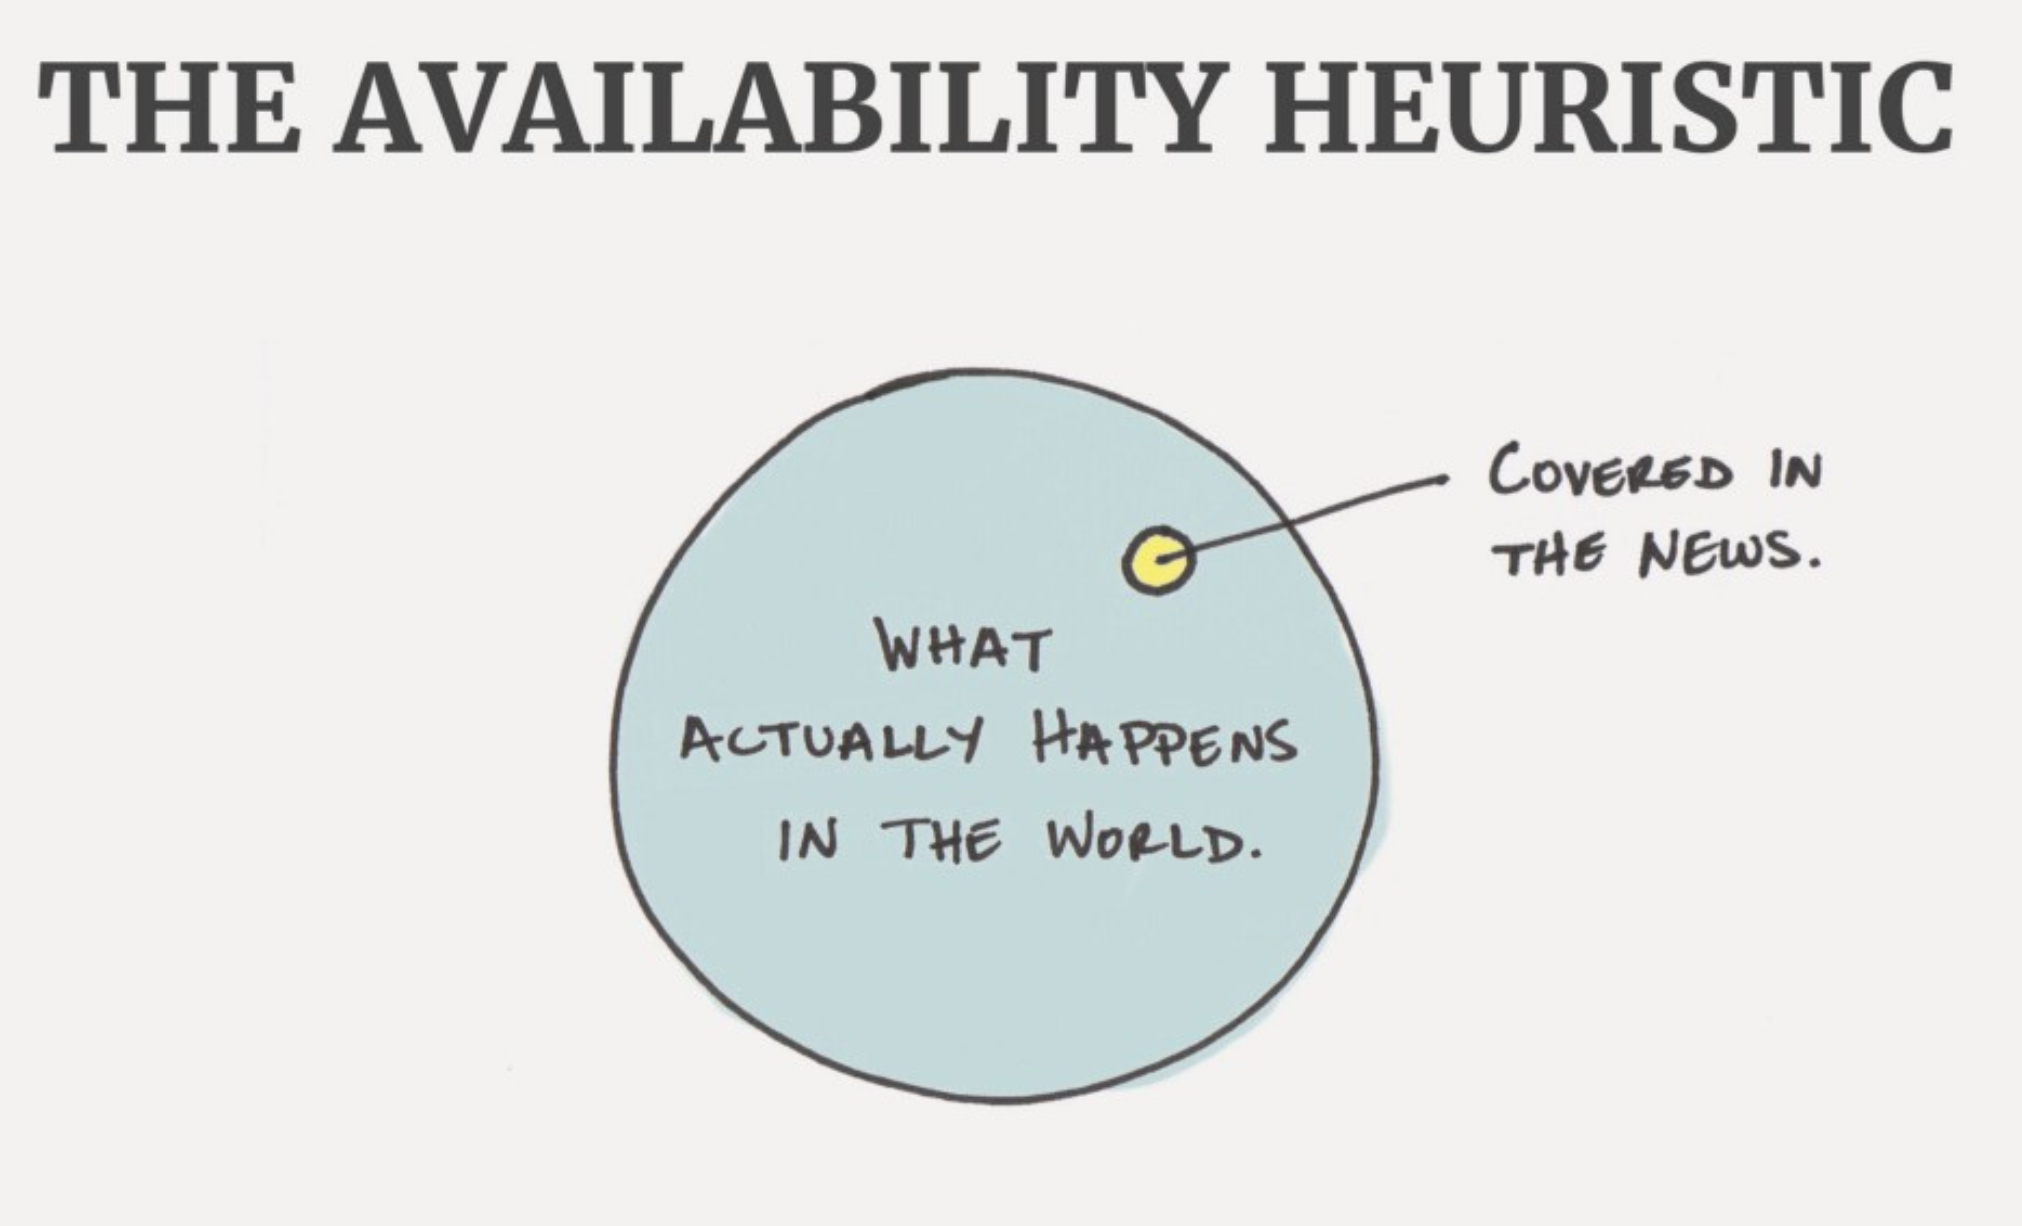 THE AVAILABILITY HEURISTIC
COVERED IN
THE NEWS.
WHAT
ACTUALLY HAPPENS
IN THE WORLD.